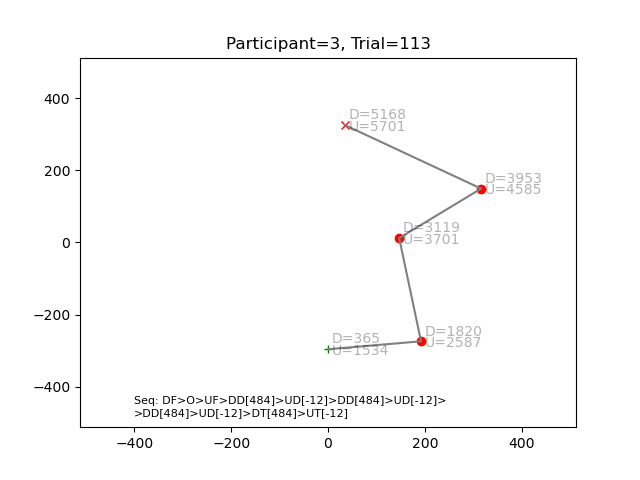 Participant=3, Trial=113
400
200
0
−200
−400
D=5168
U=5701
D=3953
U=4585
D=3119
U=3701
D=1820
U=2587
D=365
U=1534
Seq: DF>O>UF>DD[484]>UD[-12]>DD[484]>UD[-12]>
>DD[484]>UD[-12]>DT[484]>UT[-12]
−400 −200 0 200 400